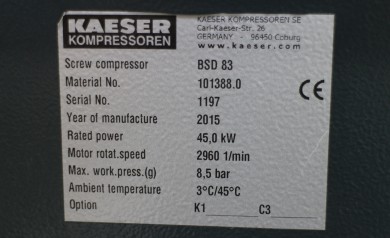 KAESER
KOMPRESSOREN
KAESER KOMPRESSOREN SE
Carl-Kaeser-Str. 26
GERMANY - 96450 Coburg
www.kaeser.com
Screw compressor BSD 83
Material No. 101388.0
Serial No. 1197
Year of manufacture 2015
Rated power 45,0 kW
Motor rotat.speed 2960 1/min
Max. work.press.(g) 8,5 bar
Ambient temperature 3°C/45°C
Option K1 C3
CE